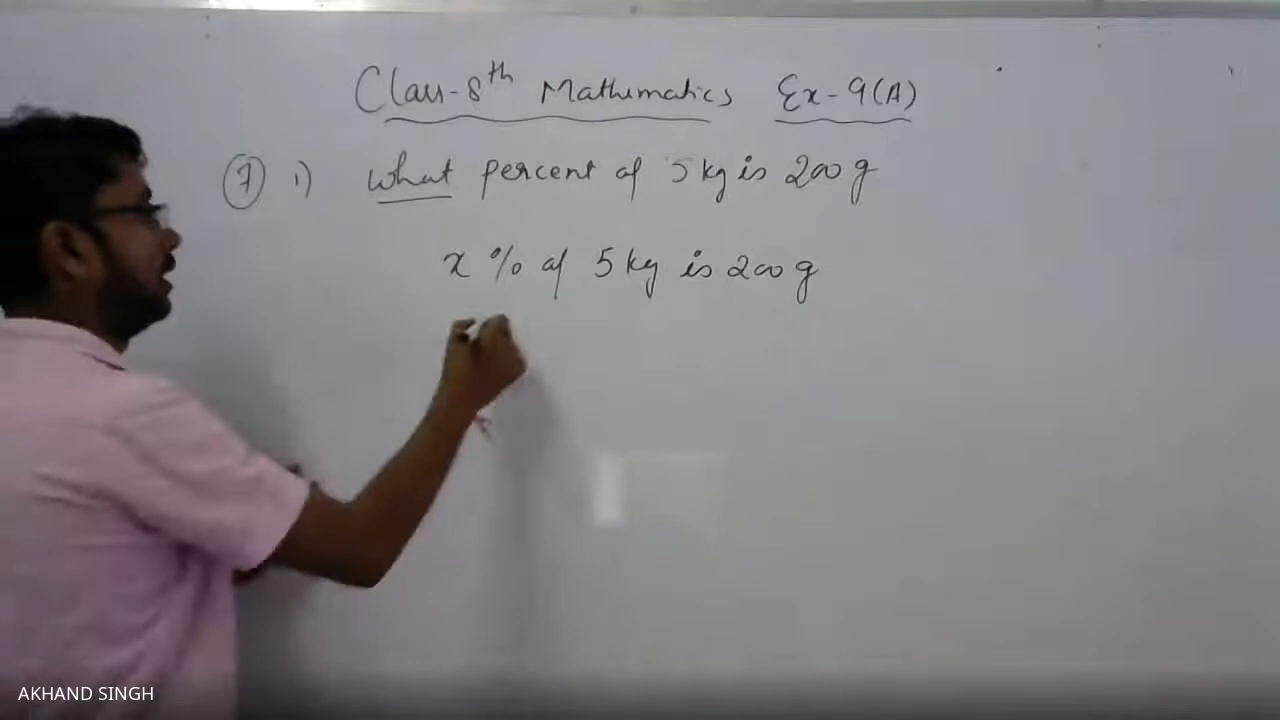 Class-8th Mathematics Ex-9(A)
7 i) What percent of 5 kg is 200 g
x % of 5 kg is 200 g
AKHAND SINGH